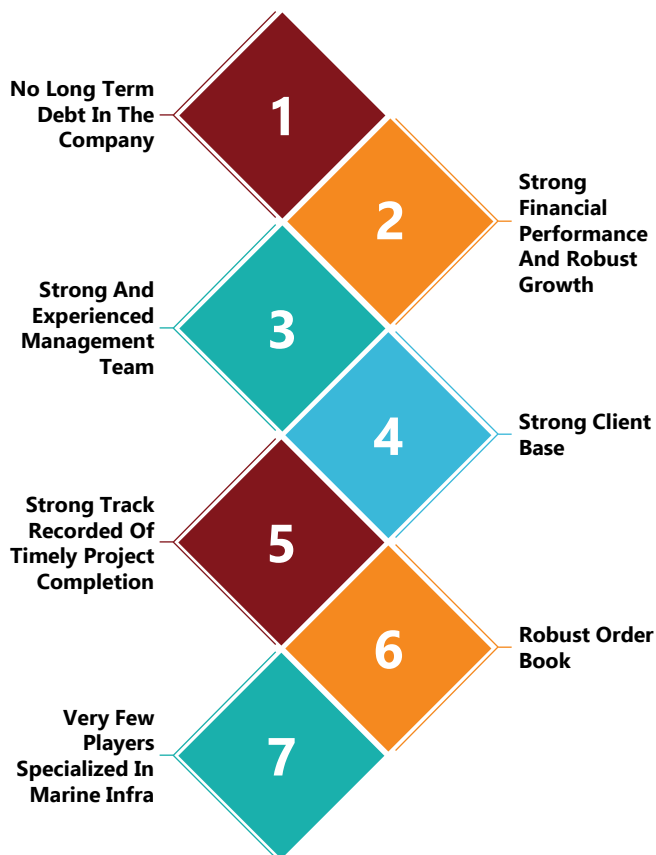 1
No Long Term
Debt In The
Company
2
Strong
Financial
Performance
And Robust
Growth
3
Strong And
Experienced
Management
Team
4
Strong Client
Base
5
Strong Track
Recorded Of
Timely Project
Completion
6
Robust Order
Book
7
Very Few
Players
Specialized In
Marine Infra